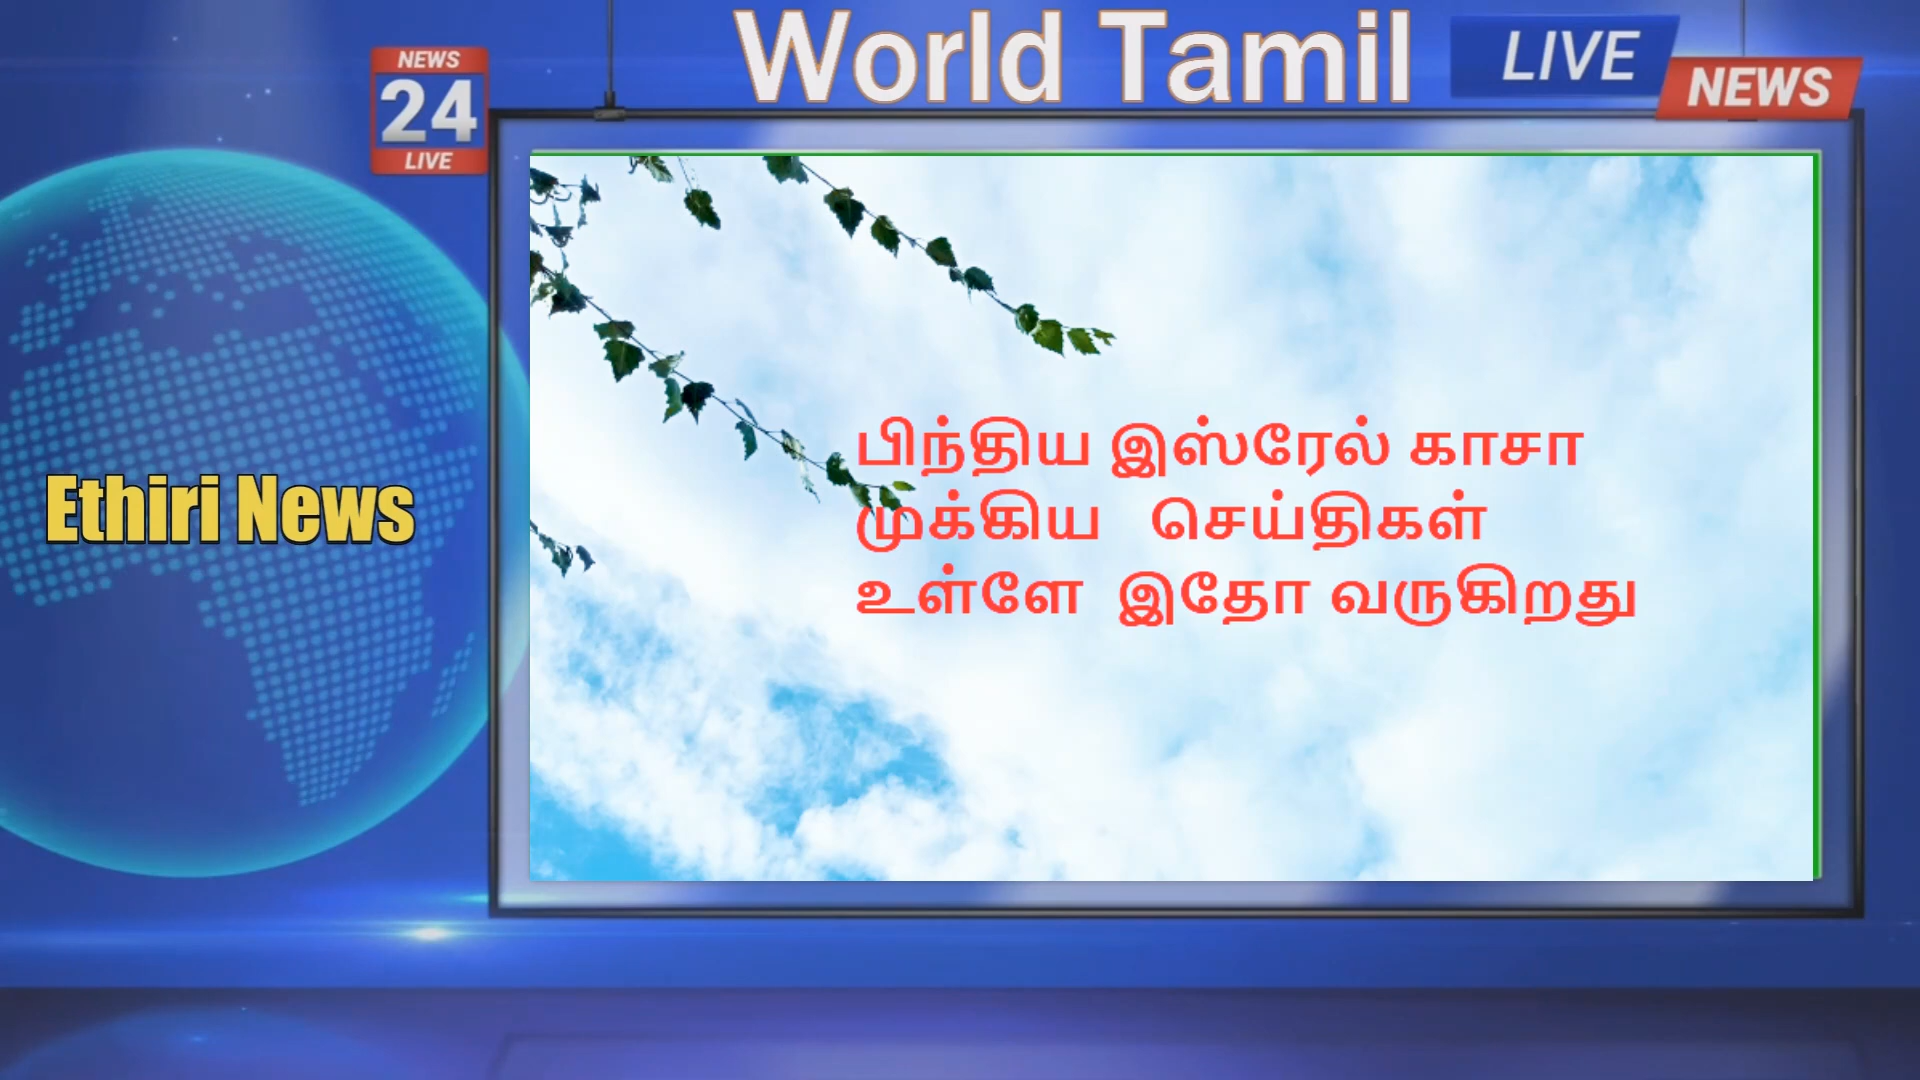 World Tamil
LIVE
NEWS
NEWS
24
LIVE
Ethiri News
பிந்திய இஸ்ரேல் காசா
முக்கிய செய்திகள்
உள்ளே இதோ வருகிறது